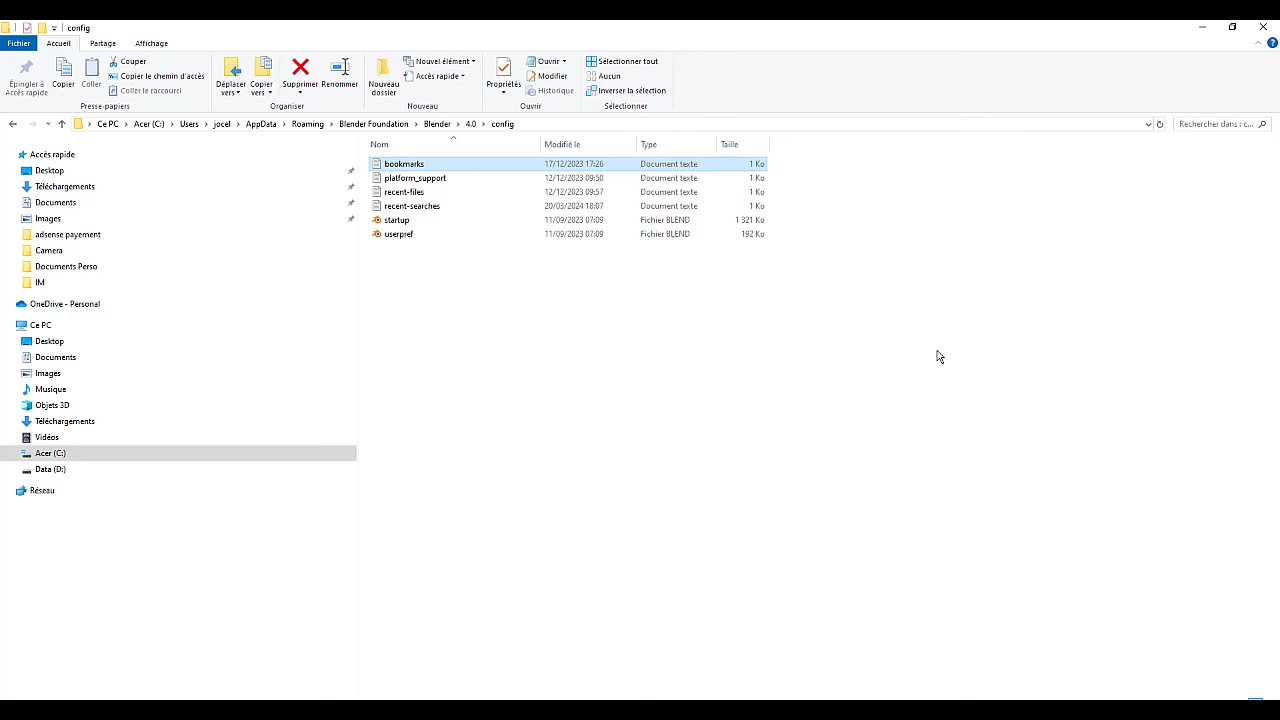 config
Fichier Accueil Partage Affichage
Épingler à Accès rapide
Copier
Coller
Couper
Copier le chemin d'accès
Coller le raccourci
Presse-papiers
Déplacer vers
Copier vers
Supprimer
Renommer
Organiser
Nouveau dossier
Nouvel élément
Accès rapide
Nouveau
Propriétés
Ouvrir
Modifier
Historique
Ouvrir
Sélectionner tout
Aucun
Inverser la sélection
Sélectionner
Ce PC > Acer (C:) > Users > jocel > AppData > Roaming > Blender Foundation > Blender > 4.0 > config
Rechercher dans : c...
Accès rapide
Desktop
Téléchargements
Documents
Images
adsense payement
Camera
Documents Perso
IM
OneDrive - Personal
Ce PC
Desktop
Documents
Images
Musique
Objets 3D
Téléchargements
Vidéos
Acer (C:)
Data (D:)
Réseau
Nom Modifié le Type Taille
bookmarks 17/12/2023 17:26 Document texte 1 Ko
platform_support 12/12/2023 09:50 Document texte 1 Ko
recent-files 12/12/2023 09:57 Document texte 1 Ko
recent-searches 20/03/2024 18:07 Document texte 1 Ko
startup 11/09/2023 07:09 Fichier BLEND 1 321 Ko
userpref 11/09/2023 07:09 Fichier BLEND 192 Ko